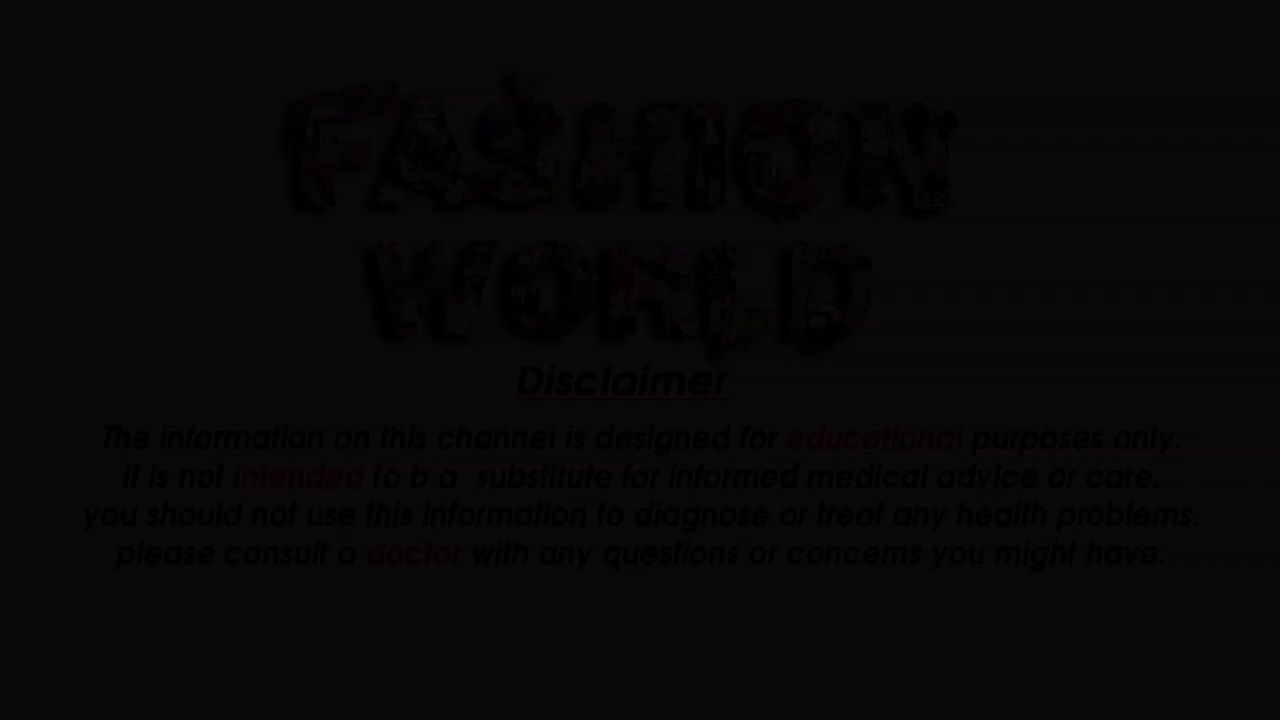 FASHION
WORLD
Disclaimer
The information on this channel is designed for educational purposes only.
it is not intended to b a substitute for informed medical advice or care.
you should not use this information to diagnose or treat any health problems.
please consult a doctor with any questions or concerns you might have.